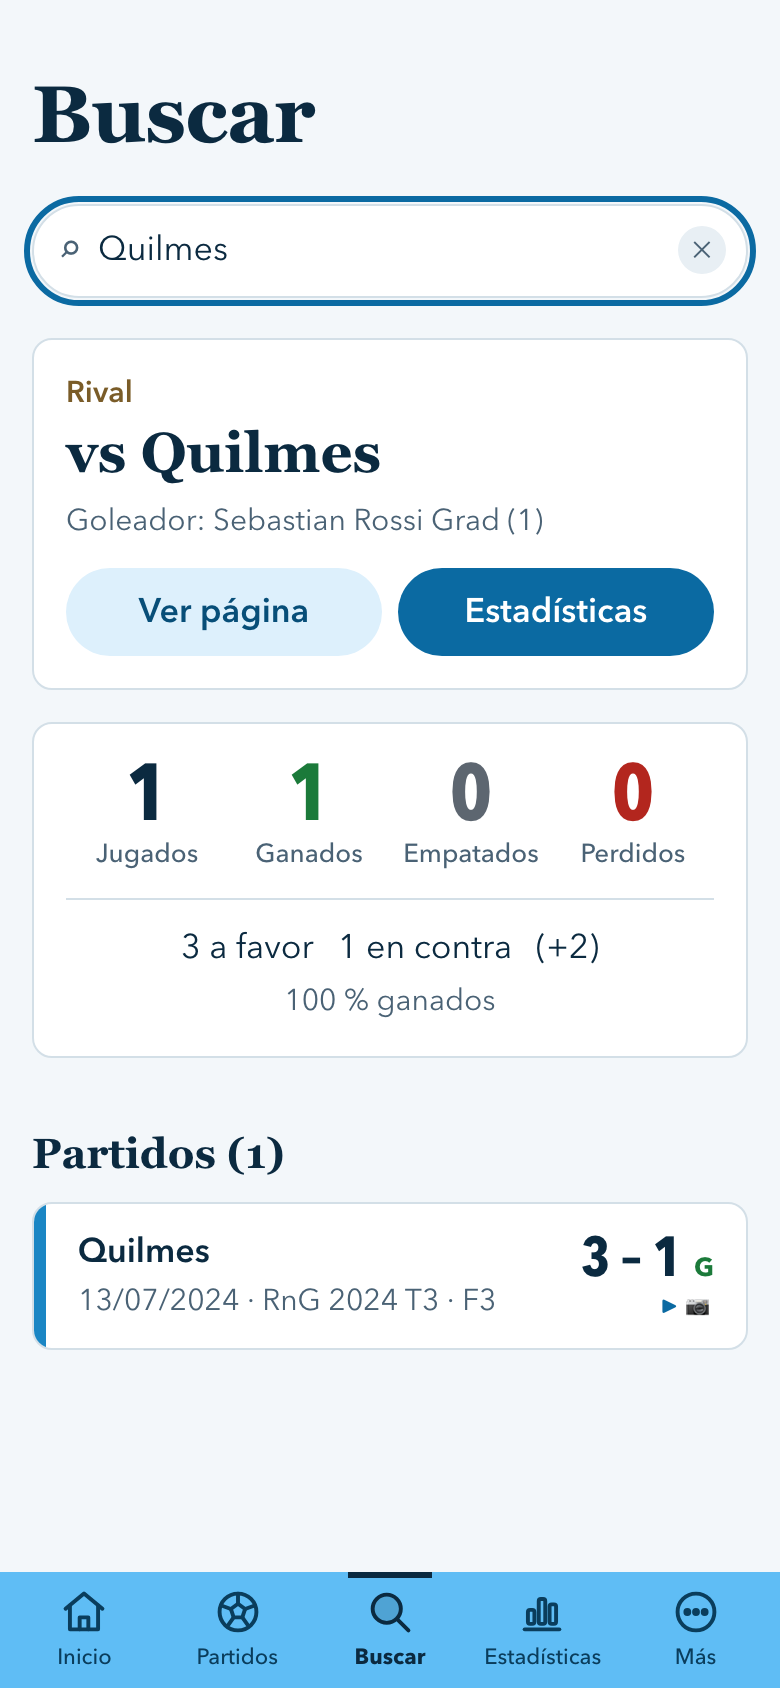 Buscar
Quilmes
Rival
vs Quilmes
Goleador: Sebastian Rossi Grad (1)
Ver página
Estadísticas
1 1 0 0
Jugados Ganados Empatados Perdidos
3 a favor 1 en contra (+2)
100 % ganados
Partidos (1)
Quilmes 3 – 1 G
13/07/2024 · RnG 2024 T3 · F3
Inicio Partidos Buscar Estadísticas Más